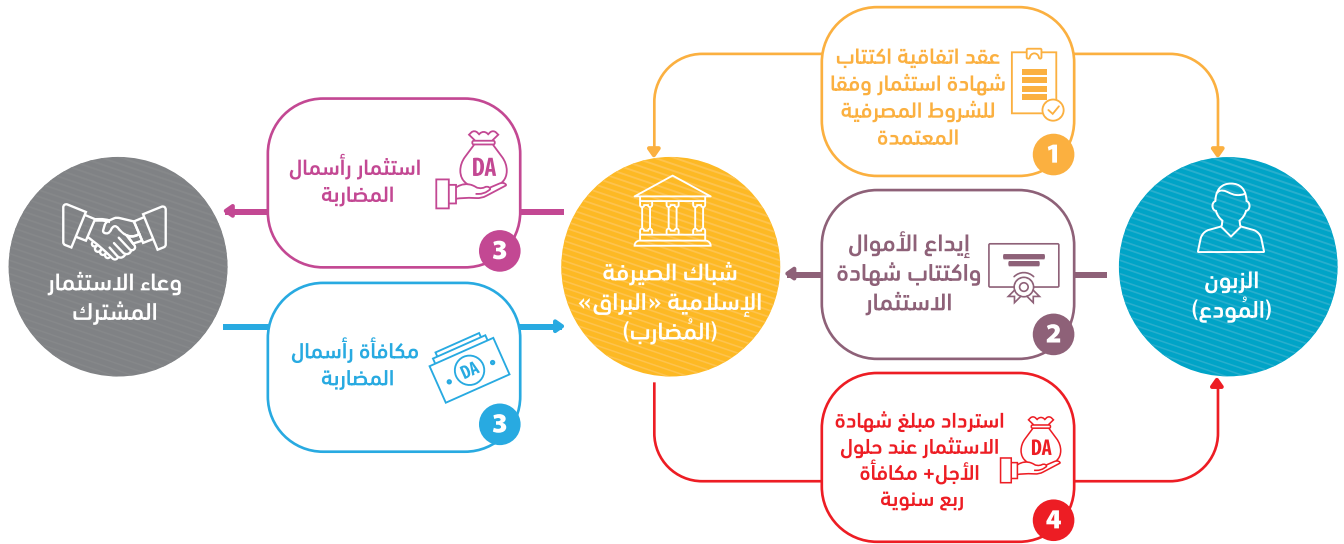 عقد اتفاقية اكتتاب
شهادة استثمار وفقا
للشروط المصرفية
المعتمدة
1
الزبون
(المُودع)
إيداع الأموال
واكتتاب شهادة
الاستثمار
2
شباك الصيرفة
الإسلامية «البراق»
(المُضارب)
DA
استثمار رأسمال
المضاربة
3
وعاء الاستثمار
المشترك
DA
مكافأة رأسمال
المضاربة
3
DA
استرداد مبلغ شهادة
الاستثمار عند حلول
الأجل+ مكافأة
ربع سنوية
4